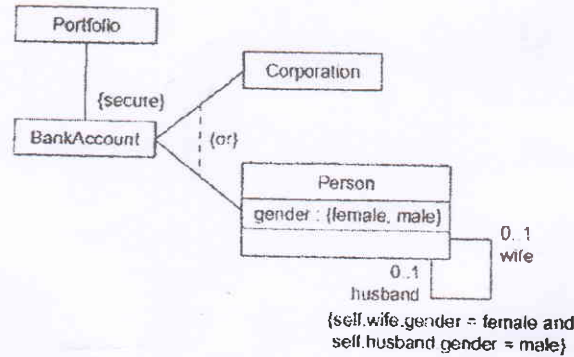 Portfolio
{secure}
Corporation
BankAccount
{or}
Person
gender : {female, male}
0..1
wife
0..1
husband
{self.wife.gender = female and
self.husband gender = male}